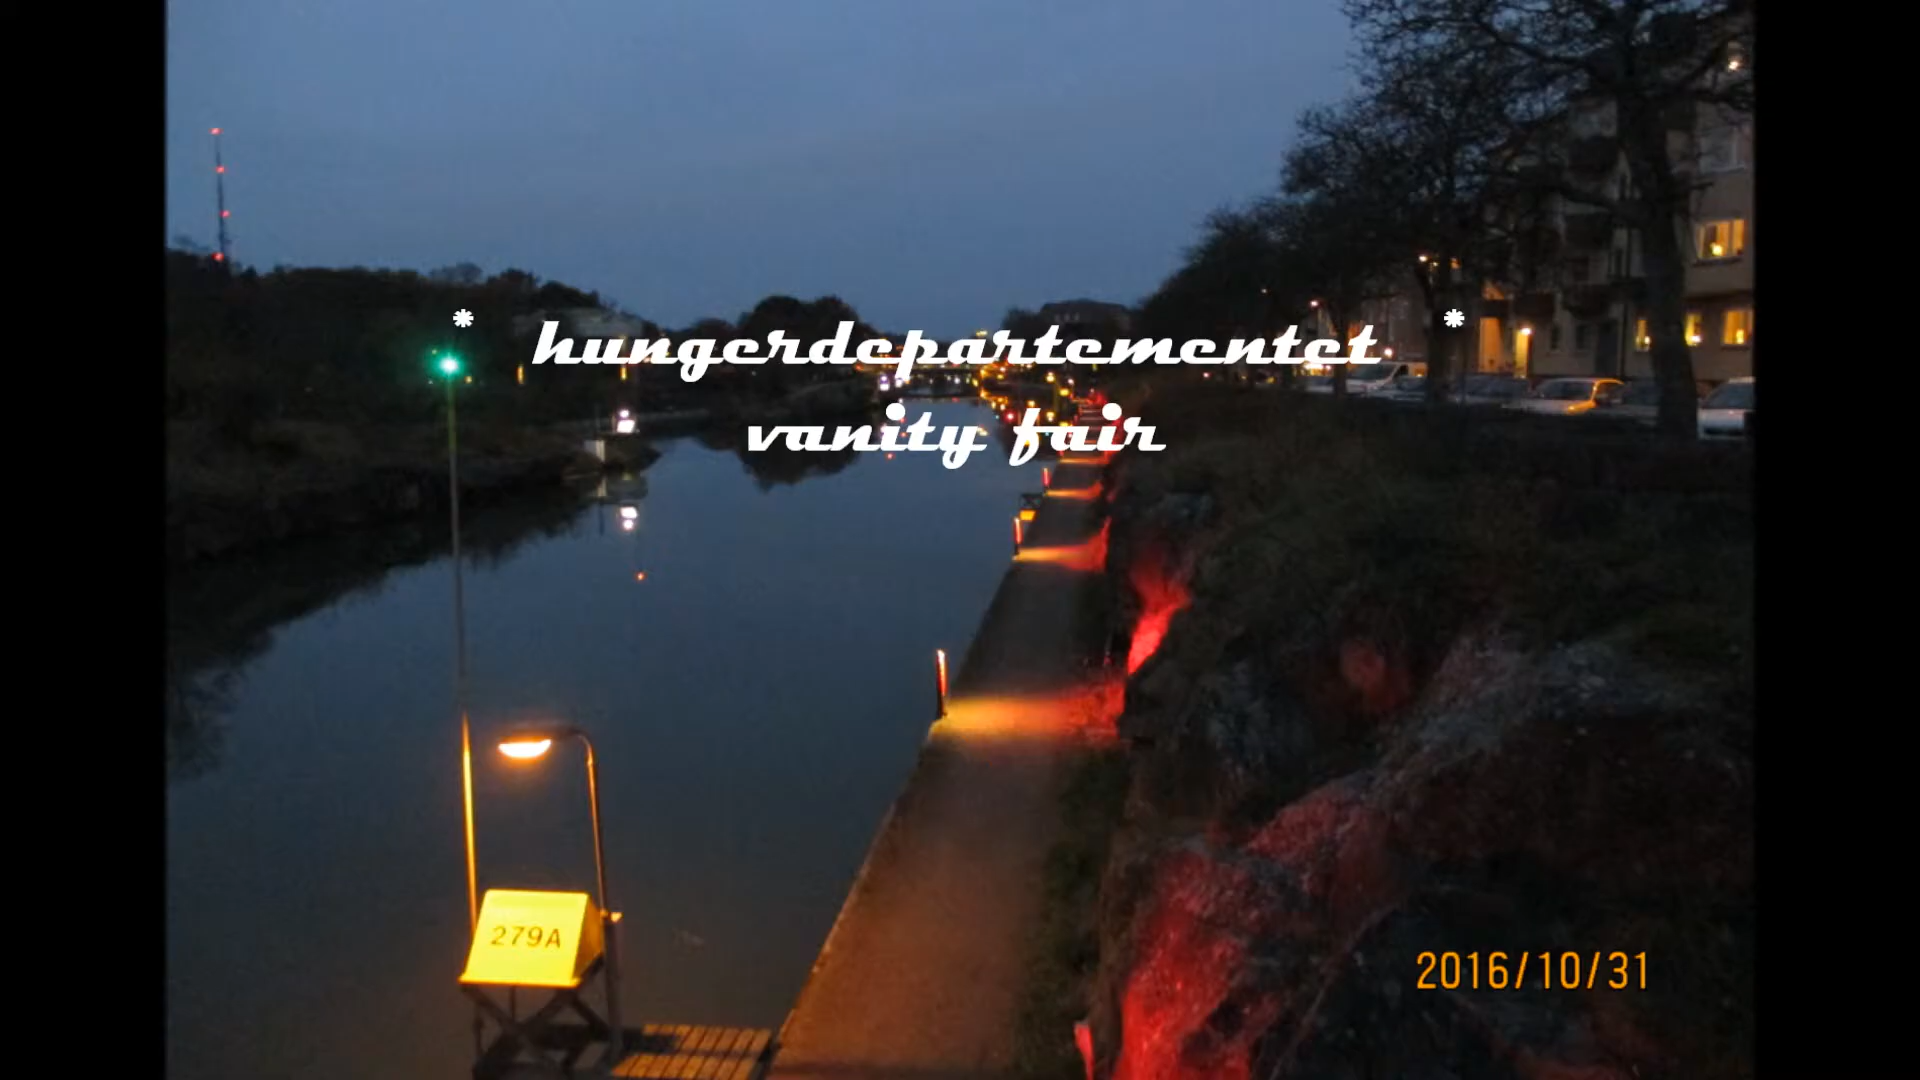 * hungerdepartementet *
vanity fair
279A
2016/10/31